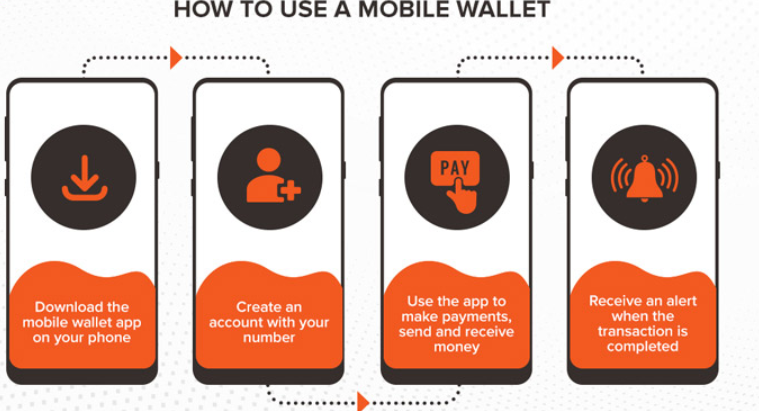 HOW TO USE A MOBILE WALLET
Download the
mobile wallet app
on your phone
Create an
account with your
number
PAY
Use the app to
make payments,
send and receive
money
Receive an alert
when the
transaction is
completed